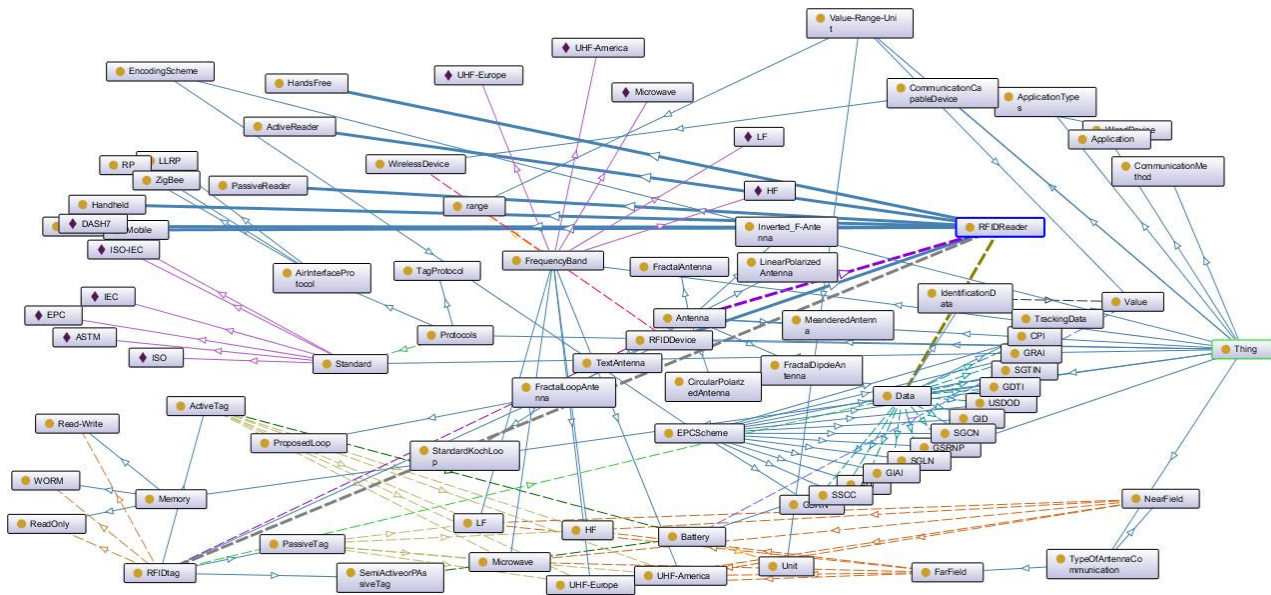 Value-Range-Uni
t
UHF-America
EncodingScheme
UHF-Europe
HandsFree
Microwave
CommunicationCa
pableDevice
ApplicationType
s
ActiveReader
LF
WiredDevice
Application
RP
LLRP
WirelessDevice
CommunicationMe
thod
ZigBee
PassiveReader
HF
Handheld
range
DASH7
Mobile
Inverted_F-Ante
nna
RFIDReader
ISO-IEC
FrequencyBand
FractalAntenna
LinearPolarized
Antenna
AirInterfacePro
tocol
TagProtocol
IEC
IdentificationD
ata
Value
EPC
Antenna
MeanderedAntenn
a
TrackingData
ASTM
Protocols
RFIDDevice
CPI
ISO
Standard
TextAntenna
GRAI
Thing
FractalDipoleAn
tenna
SGTIN
FractalLoopAnte
nna
CircularPolariz
edAntenna
GDTI
Data
USDOD
ActiveTag
GID
Read-Write
ProposedLoop
EPCScheme
SGCN
StandardKochLoo
p
GSRNP
SGLN
WORM
GIAI
Memory
SSCC
GSRN
NearField
ReadOnly
LF
HF
Battery
PassiveTag
Microwave
Unit
TypeOfAntennaCo
mmunication
RFIDtag
SemiActiveorPAs
siveTag
UHF-Europe
UHF-America
FarField